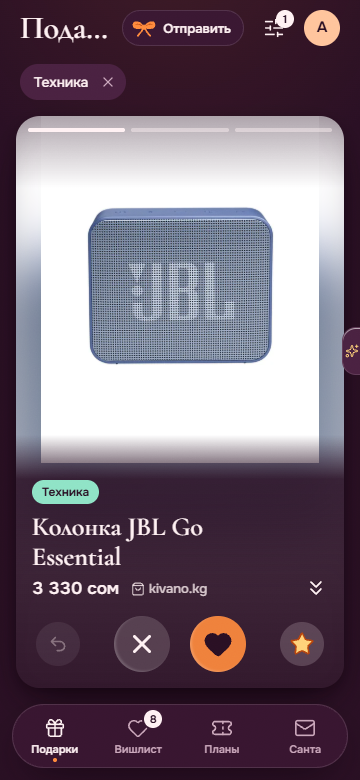 Пода...
Отправить
1
A
Техника
JBL
Техника
Колонка JBL Go
Essential
3 330 сом
kivano.kg
8
Подарки
Вишлист
Планы
Санта